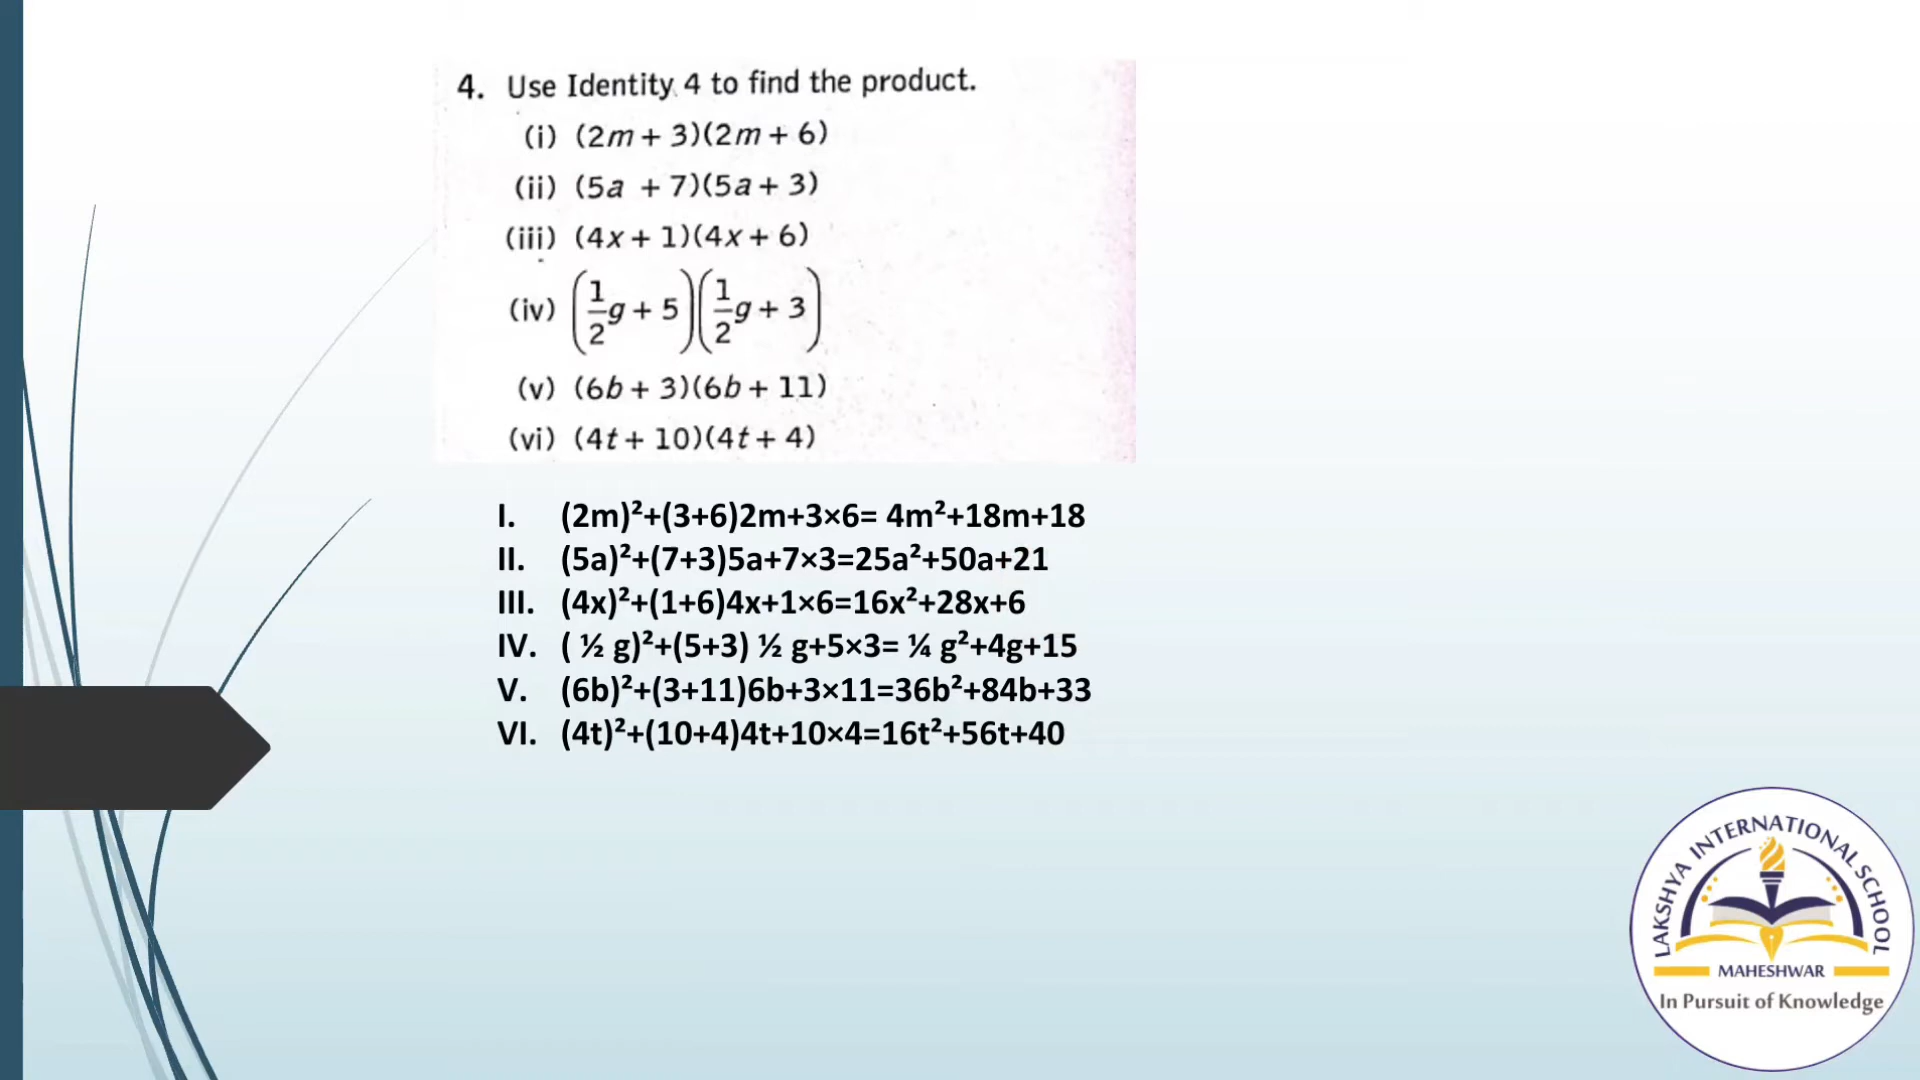 4. Use Identity 4 to find the product.
(i) (2m + 3)(2m + 6)
(ii) (5a + 7)(5a + 3)
(iii) (4x + 1)(4x + 6)
(iv) (1/2 g + 5)(1/2 g + 3)
(v) (6b + 3)(6b + 11)
(vi) (4t + 10)(4t + 4)
I. (2m)²+(3+6)2m+3×6= 4m²+18m+18
II. (5a)²+(7+3)5a+7×3=25a²+50a+21
III. (4x)²+(1+6)4x+1×6=16x²+28x+6
IV. ( ½ g)²+(5+3) ½ g+5×3= ¼ g²+4g+15
V. (6b)²+(3+11)6b+3×11=36b²+84b+33
VI. (4t)²+(10+4)4t+10×4=16t²+56t+40
LAKSHYA INTERNATIONAL SCHOOL
MAHESHWAR
In Pursuit of Knowledge